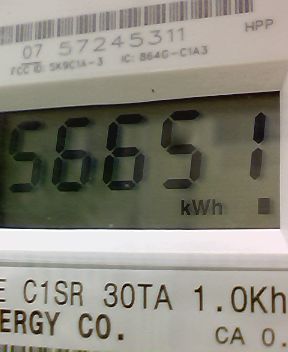 07 57245311
HPP
FCC ID: SK9C1A-3 IC: 864G-C1A3
56651
kWh
E C1SR 30TA 1.0Kh
ERGY CO.
CA 0.